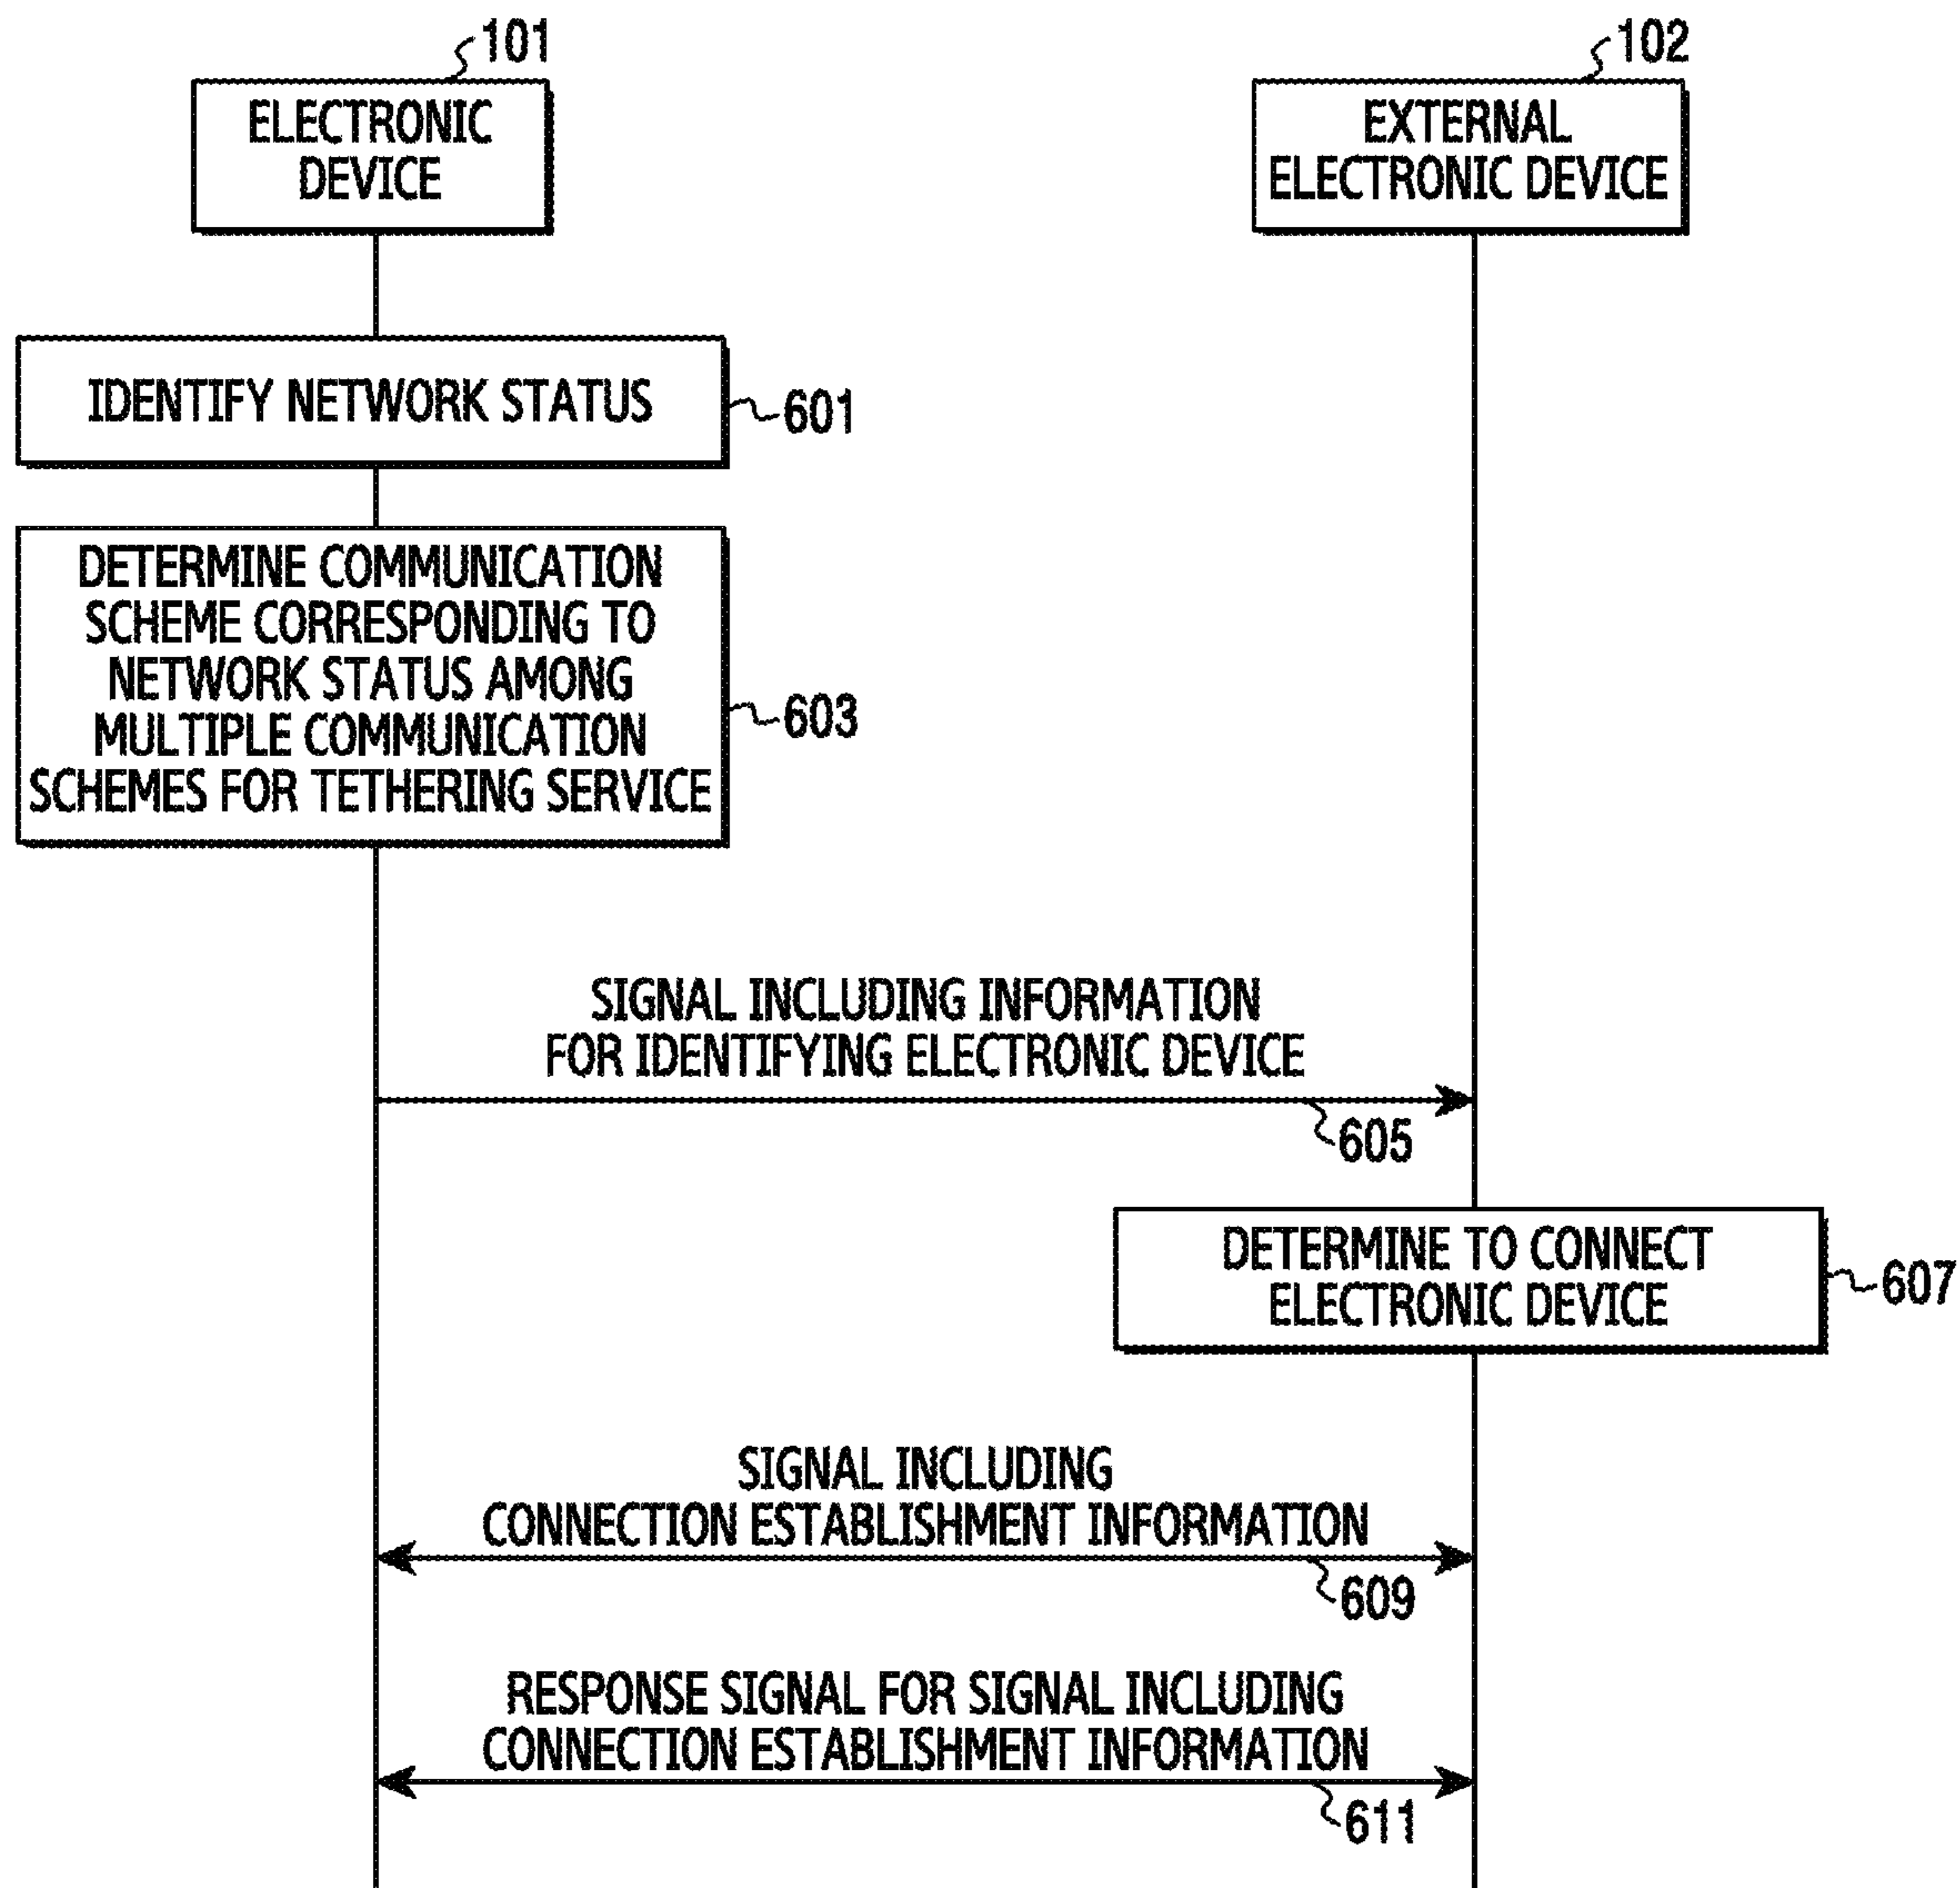 101
ELECTRONIC
DEVICE
102
EXTERNAL
ELECTRONIC DEVICE
IDENTIFY NETWORK STATUS
601
DETERMINE COMMUNICATION
SCHEME CORRESPONDING TO
NETWORK STATUS AMONG
MULTIPLE COMMUNICATION
SCHEMES FOR TETHERING SERVICE
603
SIGNAL INCLUDING INFORMATION
FOR IDENTIFYING ELECTRONIC DEVICE
605
DETERMINE TO CONNECT
ELECTRONIC DEVICE
607
SIGNAL INCLUDING
CONNECTION ESTABLISHMENT INFORMATION
609
RESPONSE SIGNAL FOR SIGNAL INCLUDING
CONNECTION ESTABLISHMENT INFORMATION
611